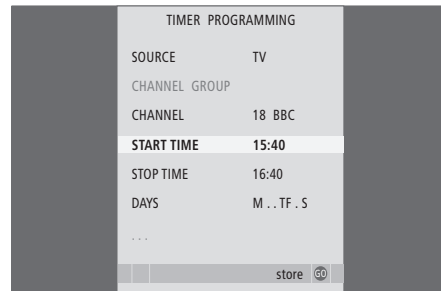 TIMER PROGRAMMING
SOURCE TV
CHANNEL GROUP
CHANNEL 18 BBC
START TIME 15:40
STOP TIME 16:40
DAYS M . . TF . S
. . .
store GO